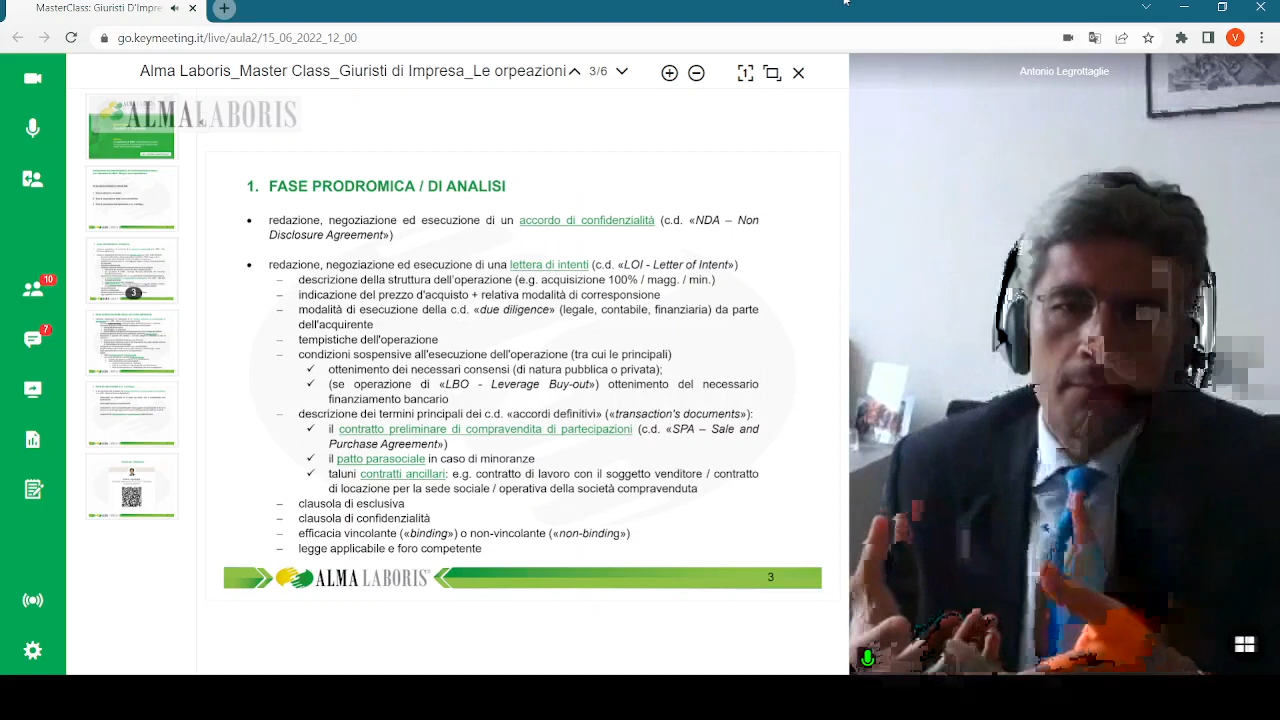 MasterClass: Giuristi D'Impre
go.keymeeting.it/live/aula2/15_06_2022_12_00
V
Alma Laboris_Master Class_Giuristi di Impresa_Le orpeazioni
3/6
Antonio Legrottaglie
ALMA LABORIS
10
7
3
1. FASE PRODROMICA / DI ANALISI
• redazione, negoziazione ed esecuzione di un accordo di confidenzialità (c.d. «NDA – Non
Disclosure Agreement»)
• redazione, negoziazione ed esecuzione di una lettera di intenti (c.d. «LOI - Letter of Intent»)
– descrizione della struttura dell'operazione (e.g. acquisizione 100% / magg. / min.)
– indicazione del prezzo d'acquisto + relativa modalità di corresponsione
– modalità di esecuzione della c.d. «due diligence» (legale, contabile, finanziaria) da parte
dell'acquirente
– tempistiche dell'operazione
– condizioni sospensive all'esecuzione dell'operazione (tra cui le principali)
✓ ottenimento dei necessari consensi (di natura pubblica o privata);
✓ (se operazione di «LBO - Leveraged Buy-out») ottenimento del necessario
finanziamento bancario
– definizione dei termini principali dei c.d. «accordi definitivi» («transaction's documents»):
✓ il contratto preliminare di compravendita di partecipazioni (c.d. «SPA – Sale and
Purchase Agreement»)
✓ il patto parasociale in caso di minoranze
✓ taluni contratti ancillari: e.g. contratto di lavoro con il soggetto venditore / contratto
di locazione per la sede sociale / operativa della società compravenduta
– clausola di esclusiva
– clausola di confidenzialità
– efficacia vincolante («binding») o non-vincolante («non-binding»)
– legge applicabile e foro competente
ALMA LABORIS®
3